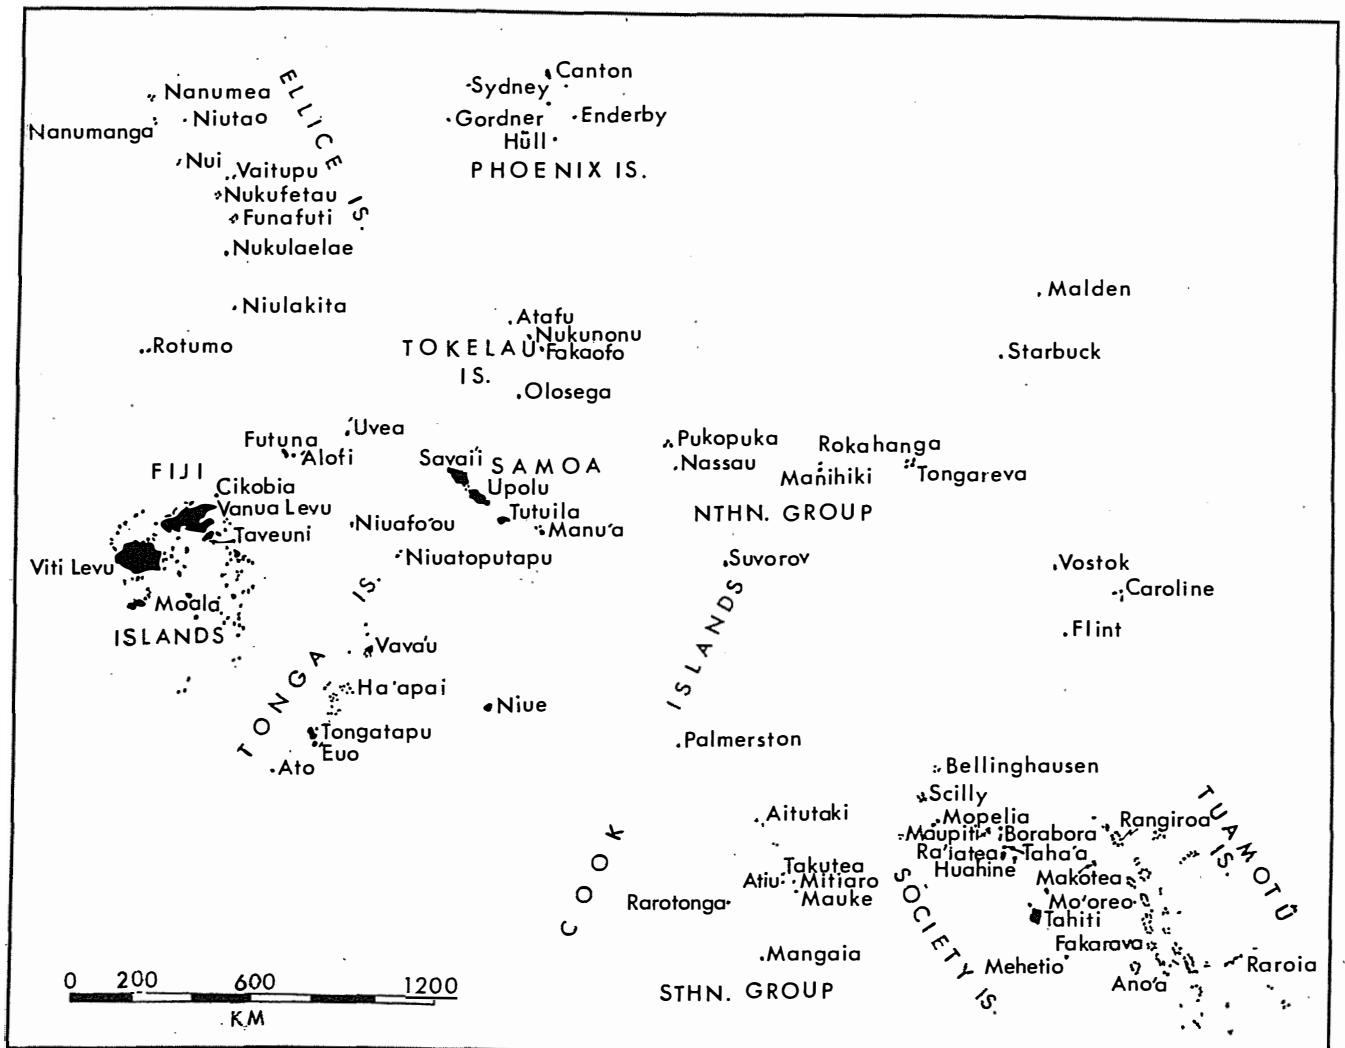 Nanumea
Nanumanga
Niutao
Nui
Vaitupu
Nukufetau
Funafuti
Nukulaelae
Niulakita
ELLICE IS.
Rotumo
Canton
Sydney
Gordner
Enderby
Hull
PHOENIX IS.
Malden
Starbuck
Atafu
Nukunonu
TOKELAU
Fakaofo
IS.
Olosega
Uvea
Futuna
Alofi
Savai'i
SAMOA
Upolu
Tutuila
Manu'a
FIJI
Cikobia
Vanua Levu
Taveuni
Viti Levu
Moala
ISLANDS
Niuafo'ou
Niuatoputapu
TONGA IS.
Vava'u
Ha'apai
Tongatapu
Euo
Ato
Niue
Pukopuka
Nassau
Rokahanga
Manihiki
Tongareva
NTHN. GROUP
Suvorov
COOK ISLANDS
Palmerston
Vostok
Caroline
Flint
Aitutaki
Takutea
Atiu
Mitiaro
Mauke
Rarotonga
Mangaia
STHN. GROUP
Bellinghausen
Scilly
Mopelia
Maupiti
Borabora
Ra'iatea
Taha'a
Huahine
SOCIETY IS.
Makotea
Mo'oreo
Tahiti
Mehetio
Rangiroa
TUAMOTU
IS.
Fakarava
Ano'a
Raroia
0 200 600 1200
KM